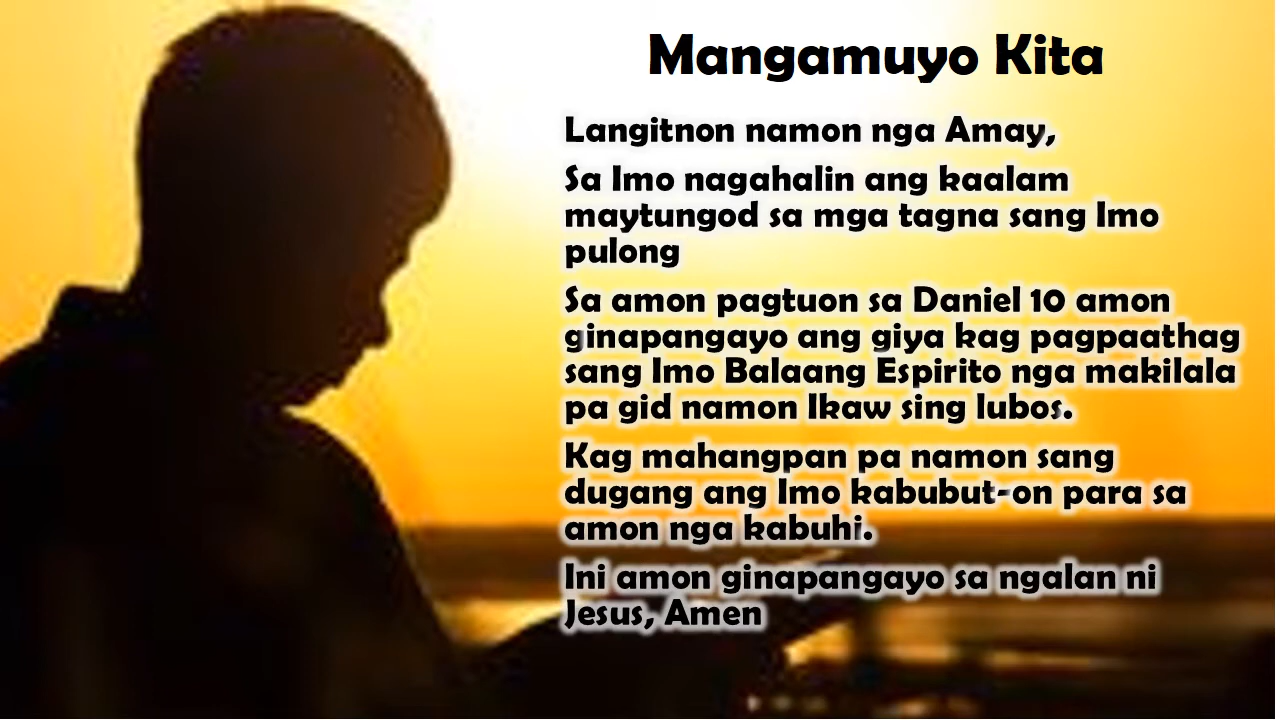 Mangamuyo Kita
Langitnon namon nga Amay,
Sa Imo nagahalin ang kaalam
maytungod sa mga tagna sang Imo
pulong
Sa amon pagtuon sa Daniel 10 amon
ginapangayo ang giya kag pagpaathag
sang Imo Balaang Espirito nga makilala
pa gid namon Ikaw sing lubos.
Kag mahangpan pa namon sang
dugang ang Imo kabubut-on para sa
amon nga kabuhi.
Ini amon ginapangayo sa ngalan ni
Jesus, Amen